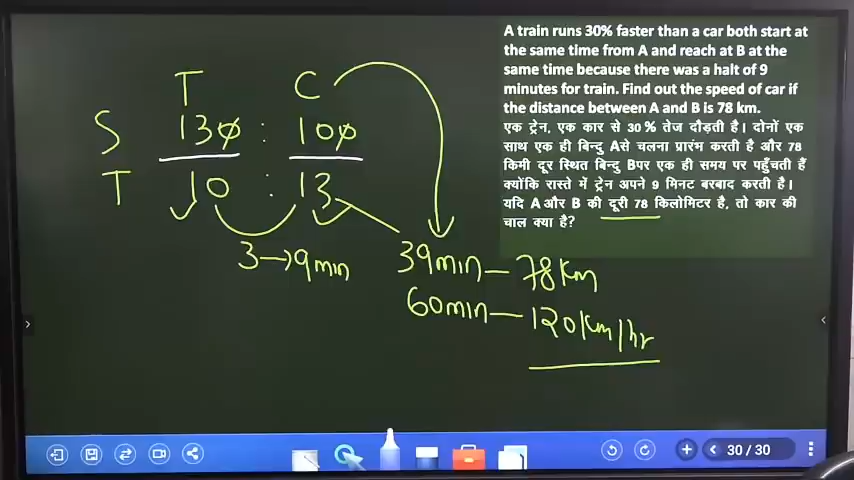 A train runs 30% faster than a car both start at
the same time from A and reach at B at the
same time because there was a halt of 9
minutes for train. Find out the speed of car if
the distance between A and B is 78 km.
एक ट्रेन, एक कार से 30 % तेज दौड़ती है। दोनों एक
साथ एक ही बिन्दु Aसे चलना प्रारंभ करती है और 78
किमी दूर स्थित बिन्दु Bपर एक ही समय पर पहुँचती हैं
क्योंकि रास्ते में ट्रेन अपने 9 मिनट बरबाद करती है।
यदि A और B की दूरी 78 किलोमिटर है, तो कार की
चाल क्या है?
T C
S 130 : 100
T 10 : 13
3→9min
39min—78km
60min—120km/hr
30 / 30